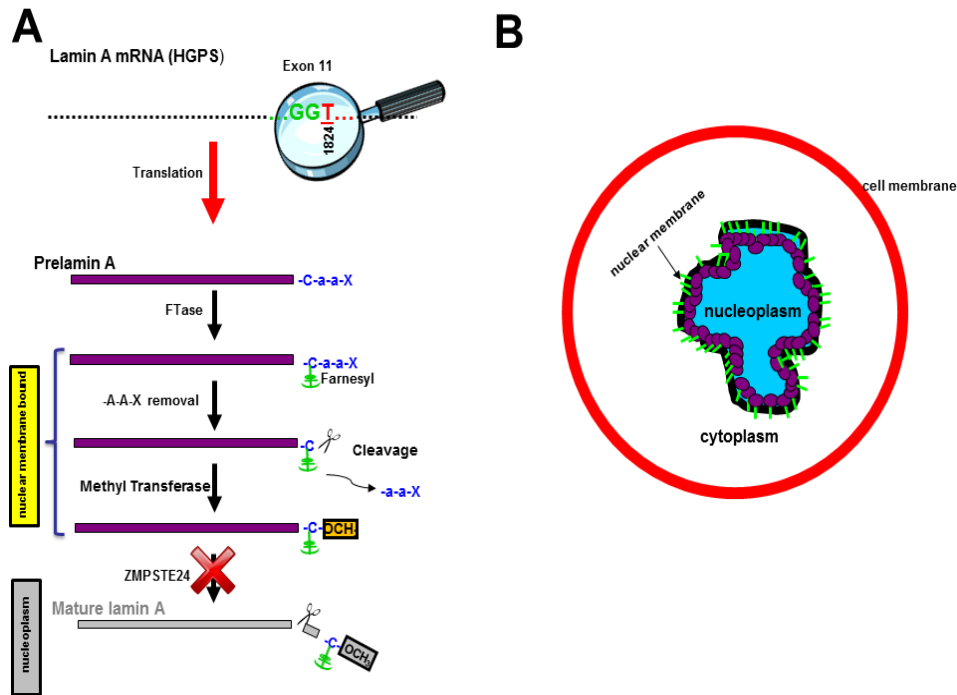 A
Lamin A mRNA (HGPS)
Exon 11
...GGT...
1824
Translation
Prelamin A
-C-a-a-X
FTase
-C-a-a-X
Farnesyl
-A-A-X removal
-C
Cleavage
-a-a-X
Methyl Transferase
-C-OCH3
nuclear membrane bound
ZMPSTE24
Mature lamin A
-C-
OCH3
nucleoplasm
B
cell membrane
nuclear membrane
nucleoplasm
cytoplasm